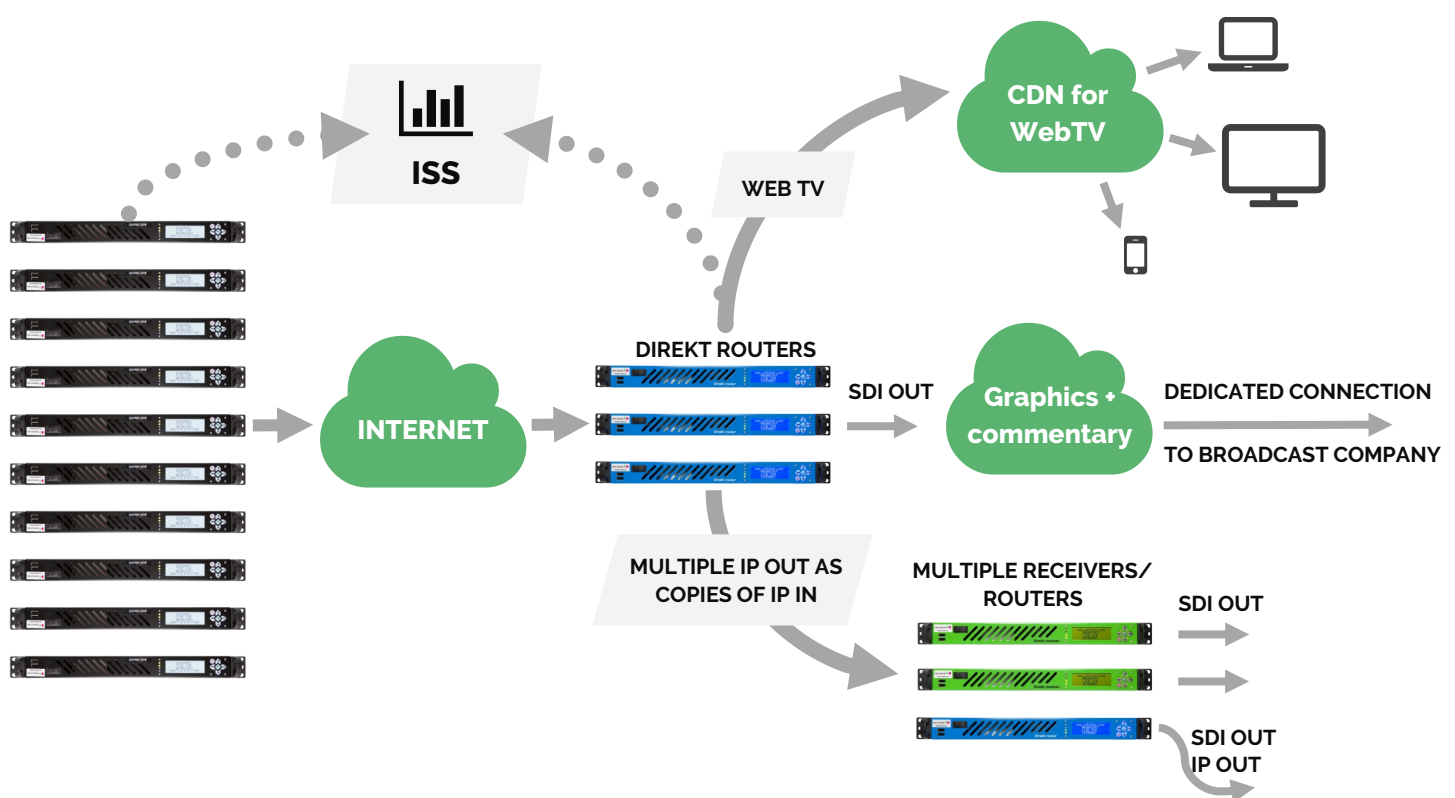 ISS
WEB TV
CDN for
WebTV
INTERNET
DIREKT ROUTERS
SDI OUT
Graphics +
commentary
DEDICATED CONNECTION
TO BROADCAST COMPANY
MULTIPLE IP OUT AS
COPIES OF IP IN
MULTIPLE RECEIVERS/
ROUTERS
SDI OUT
SDI OUT
IP OUT